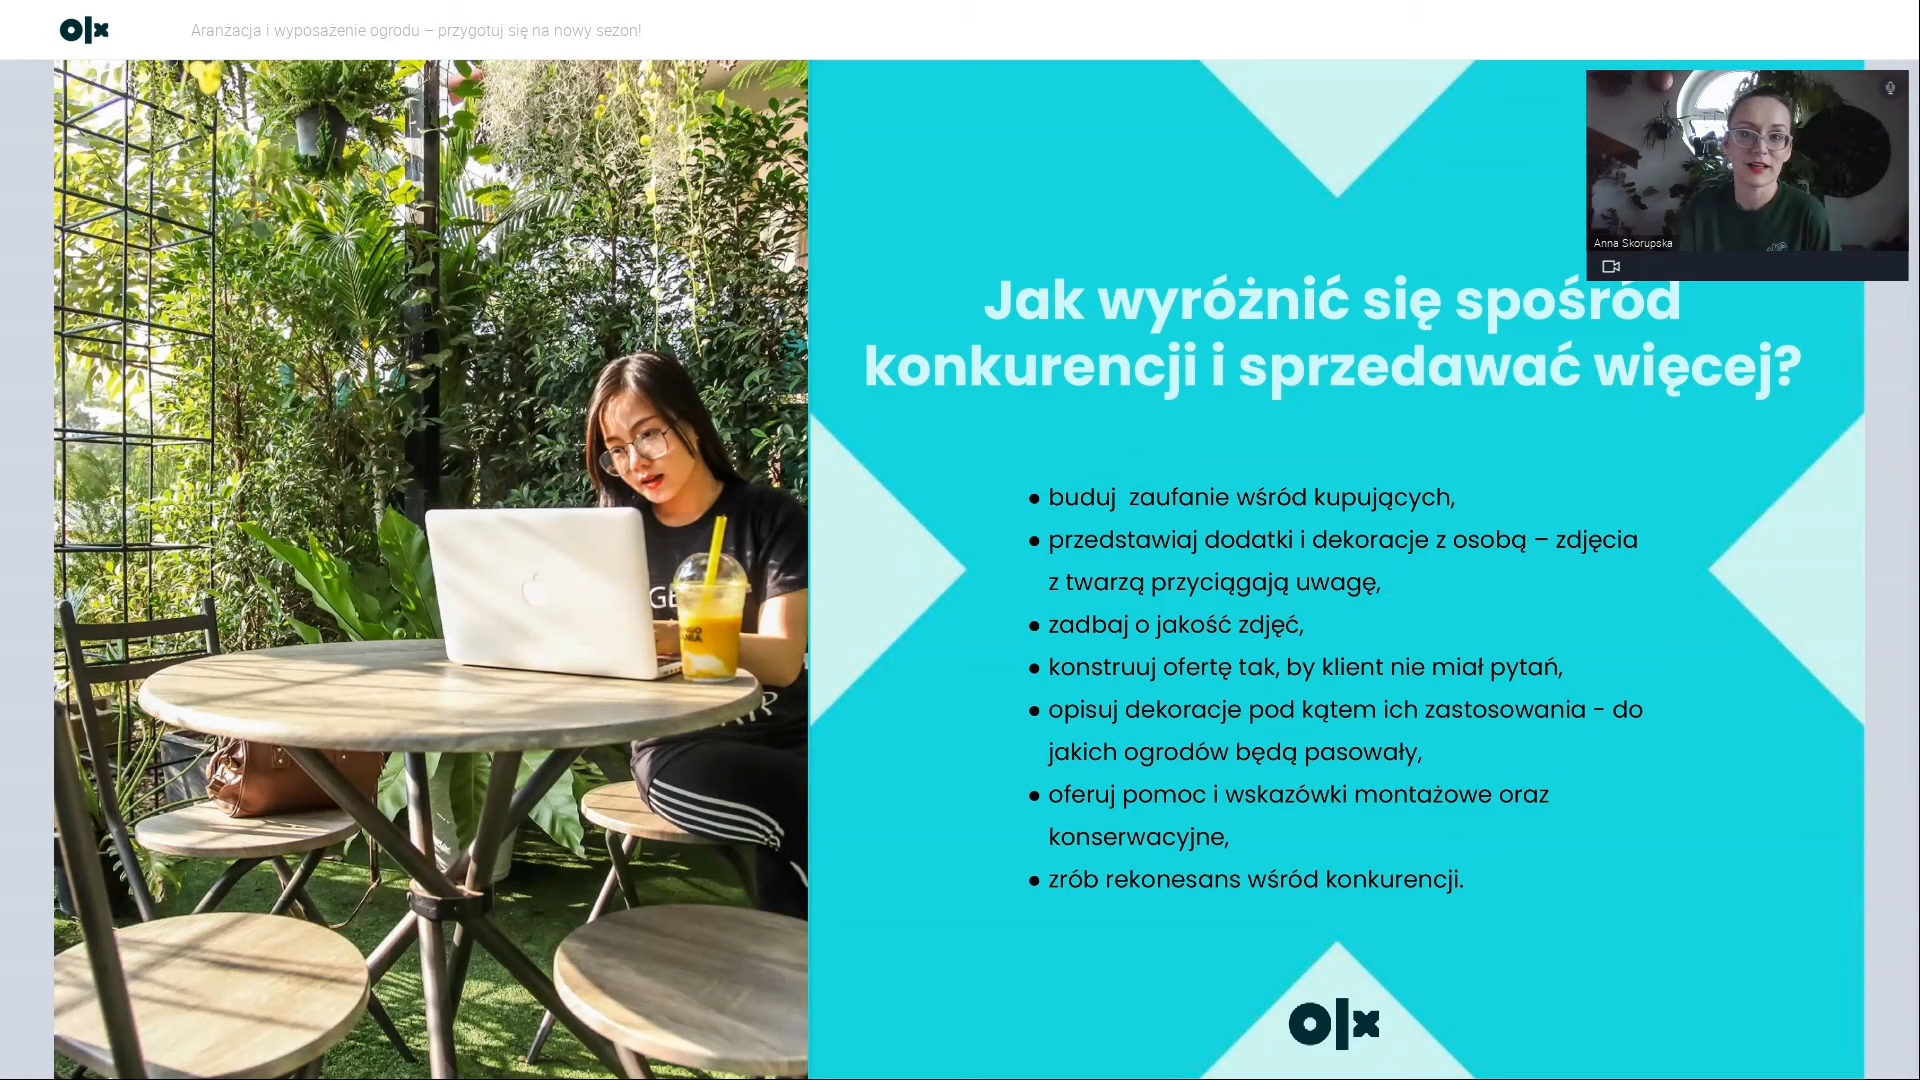 olx
Aranżacja i wyposażenie ogrodu – przygotuj się na nowy sezon!
Anna Skorupska
Jak wyróżnić się spośród
konkurencji i sprzedawać więcej?
• buduj zaufanie wśród kupujących,
• przedstawiaj dodatki i dekoracje z osobą – zdjęcia
z twarzą przyciągają uwagę,
• zadbaj o jakość zdjęć,
• konstruuj ofertę tak, by klient nie miał pytań,
• opisuj dekoracje pod kątem ich zastosowania - do
jakich ogrodów będą pasowały,
• oferuj pomoc i wskazówki montażowe oraz
konserwacyjne,
• zrób rekonesans wśród konkurencji.
olx